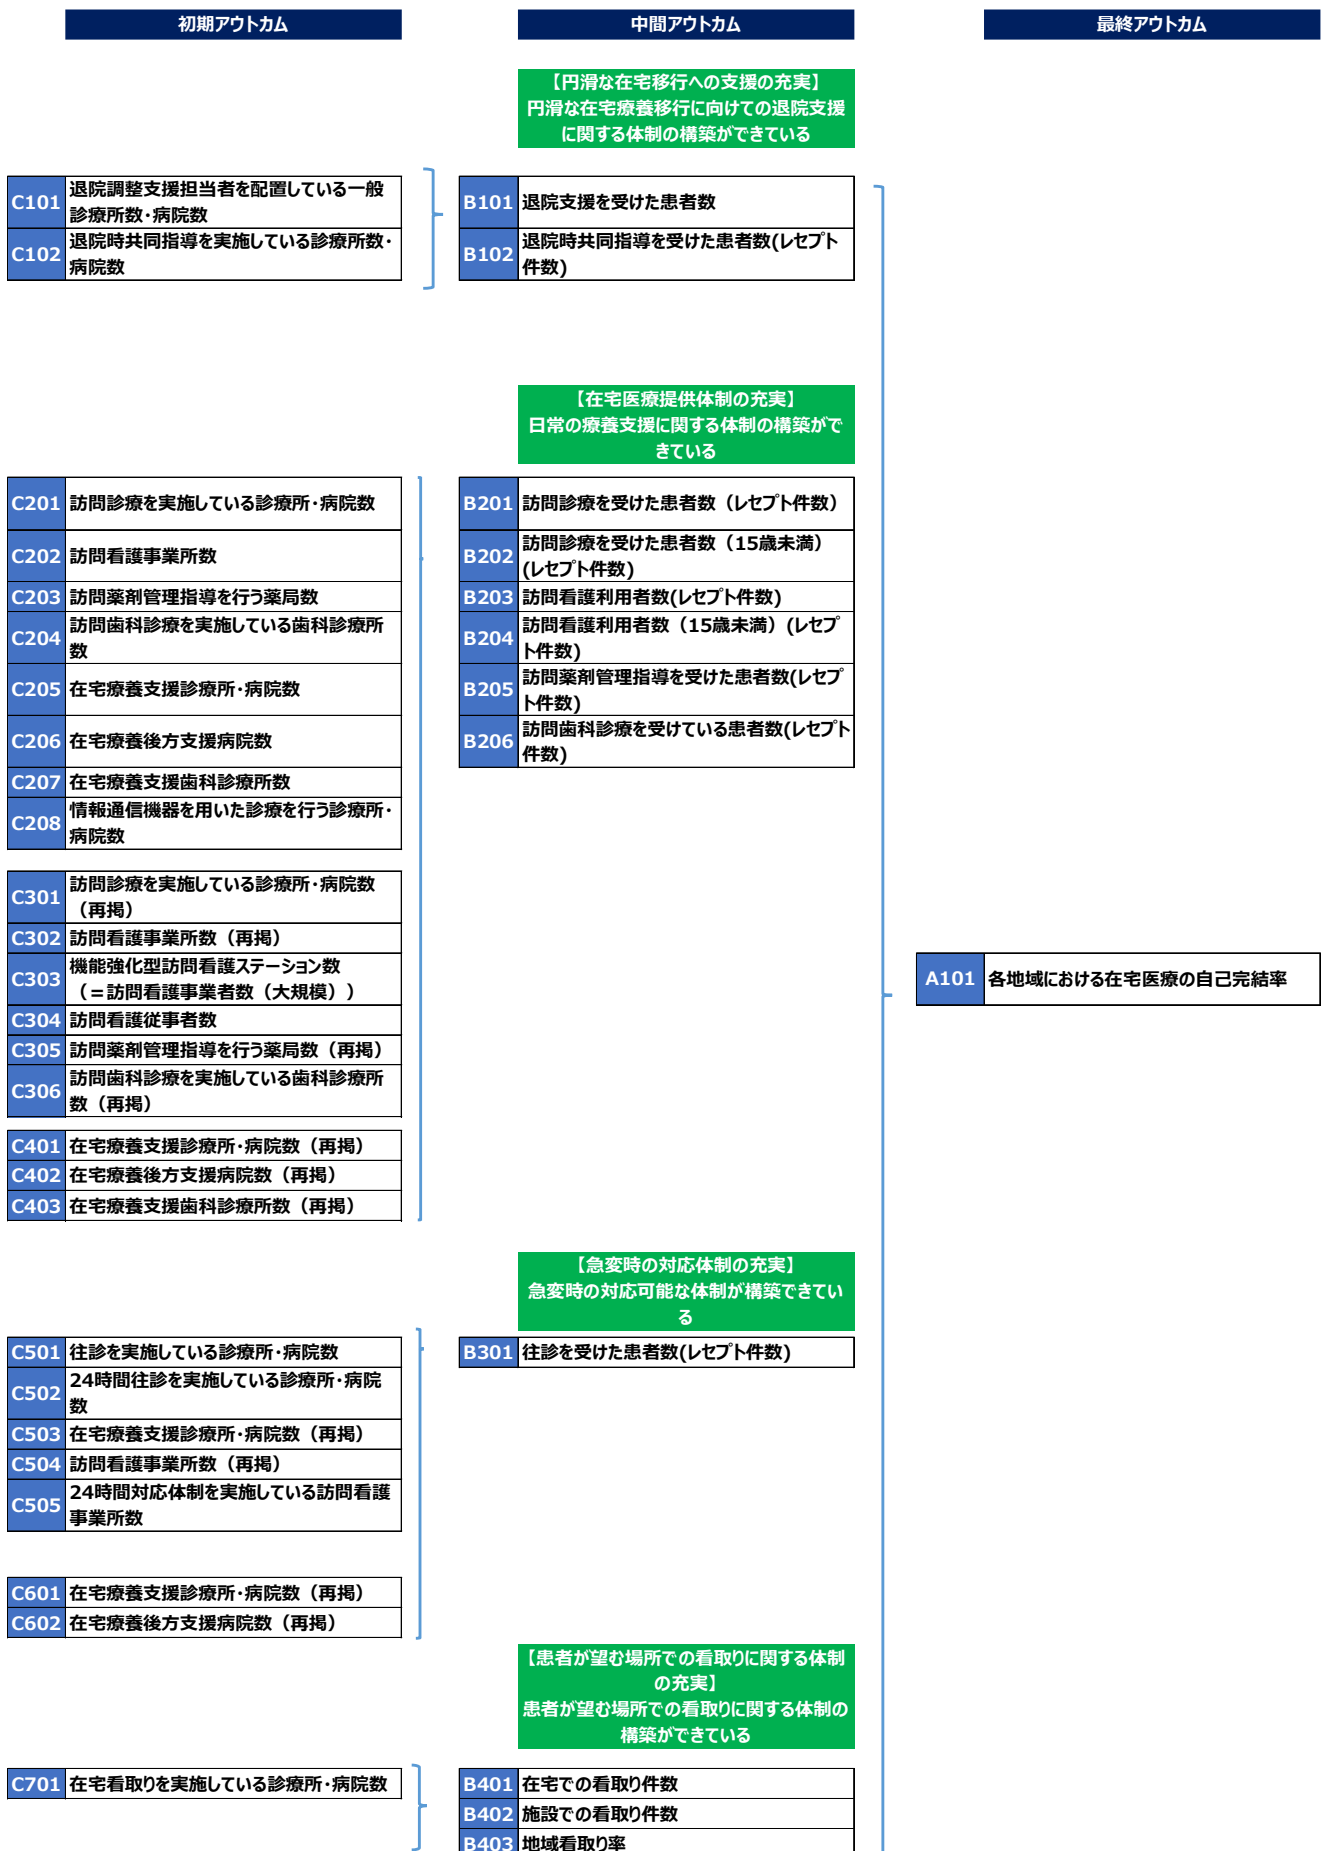 初期アウトカム
中間アウトカム
最終アウトカム
【円滑な在宅移行への支援の充実】
円滑な在宅療養移行に向けての退院支援
に関する体制の構築ができている
C101
退院調整支援担当者を配置している一般
診療所数・病院数
C102
退院時共同指導を実施している診療所数・
病院数
B101
退院支援を受けた患者数
B102
退院時共同指導を受けた患者数(レセプト
件数)
【在宅医療提供体制の充実】
日常の療養支援に関する体制の構築がで
きている
C201
訪問診療を実施している診療所・病院数
C202
訪問看護事業所数
C203
訪問薬剤管理指導を行う薬局数
C204
訪問歯科診療を実施している歯科診療所
数
C205
在宅療養支援診療所・病院数
C206
在宅療養後方支援病院数
C207
在宅療養支援歯科診療所数
C208
情報通信機器を用いた診療を行う診療所・
病院数
B201
訪問診療を受けた患者数（レセプト件数）
B202
訪問診療を受けた患者数（15歳未満）
(レセプト件数)
B203
訪問看護利用者数(レセプト件数)
B204
訪問看護利用者数（15歳未満）(レセプ
ト件数)
B205
訪問薬剤管理指導を受けた患者数(レセプ
ト件数)
B206
訪問歯科診療を受けている患者数(レセプト
件数)
C301
訪問診療を実施している診療所・病院数
（再掲）
C302
訪問看護事業所数（再掲）
C303
機能強化型訪問看護ステーション数
（＝訪問看護事業者数（大規模））
C304
訪問看護従事者数
C305
訪問薬剤管理指導を行う薬局数（再掲）
C306
訪問歯科診療を実施している歯科診療所
数（再掲）
A101
各地域における在宅医療の自己完結率
C401
在宅療養支援診療所・病院数（再掲）
C402
在宅療養後方支援病院数（再掲）
C403
在宅療養支援歯科診療所数（再掲）
【急変時の対応体制の充実】
急変時の対応可能な体制が構築できてい
る
C501
往診を実施している診療所・病院数
C502
24時間往診を実施している診療所・病院
数
C503
在宅療養支援診療所・病院数（再掲）
C504
訪問看護事業所数（再掲）
C505
24時間対応体制を実施している訪問看護
事業所数
B301
往診を受けた患者数(レセプト件数)
C601
在宅療養支援診療所・病院数（再掲）
C602
在宅療養後方支援病院数（再掲）
【患者が望む場所での看取りに関する体制
の充実】
患者が望む場所での看取りに関する体制の
構築ができている
C701
在宅看取りを実施している診療所・病院数
B401
在宅での看取り件数
B402
施設での看取り件数
B403
地域看取り率